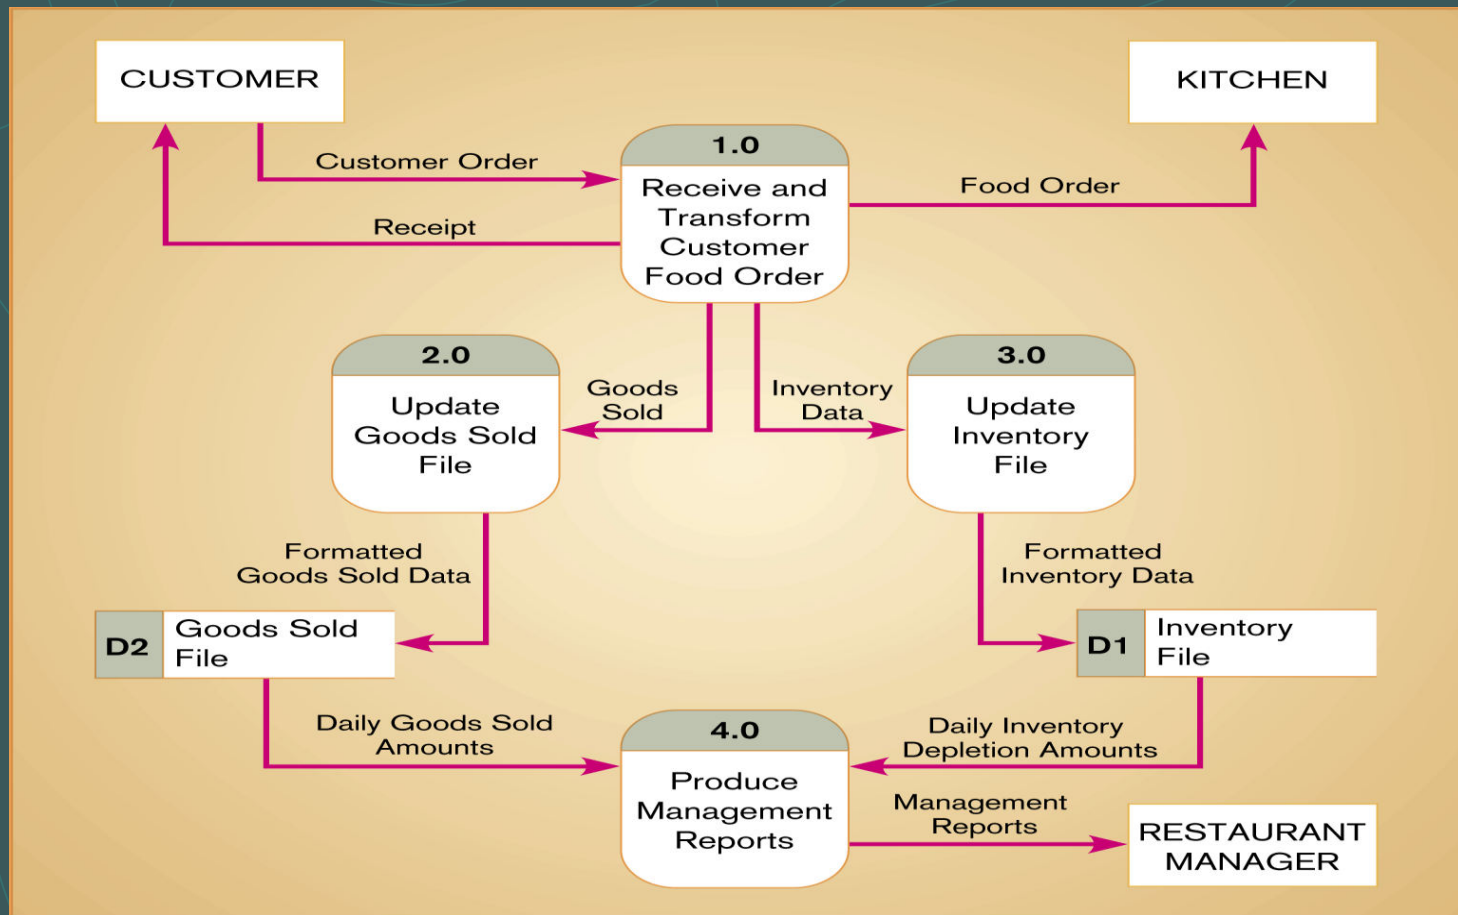 CUSTOMER
KITCHEN
1.0
Receive and
Transform
Customer
Food Order
Customer Order
Receipt
Food Order
2.0
Update
Goods Sold
File
Goods
Sold
Inventory
Data
3.0
Update
Inventory
File
Formatted
Goods Sold Data
Formatted
Inventory Data
D2
Goods Sold
File
D1
Inventory
File
Daily Goods Sold
Amounts
4.0
Produce
Management
Reports
Daily Inventory
Depletion Amounts
Management
Reports
RESTAURANT
MANAGER